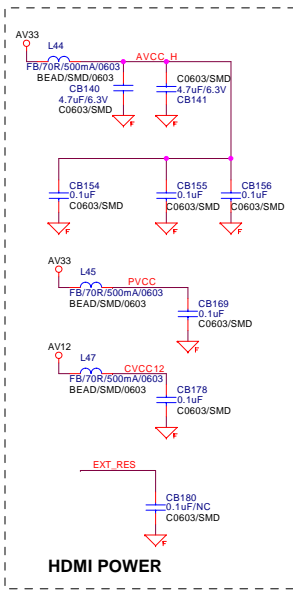 AV33
L44
AVCC_H
FB/70R/500mA/0603
BEAD/SMD/0603
CB140
4.7uF/6.3V
C0603/SMD
C0603/SMD
4.7uF/6.3V
CB141
F
F
CB154
0.1uF
C0603/SMD
CB155
0.1uF
C0603/SMD
CB156
0.1uF
C0603/SMD
F
F
F
AV33
L45
PVCC
FB/70R/500mA/0603
BEAD/SMD/0603
CB169
0.1uF
C0603/SMD
F
AV12
L47
CVCC12
FB/70R/500mA/0603
BEAD/SMD/0603
CB178
0.1uF
C0603/SMD
F
EXT_RES
CB180
0.1uF/NC
C0603/SMD
F
HDMI POWER